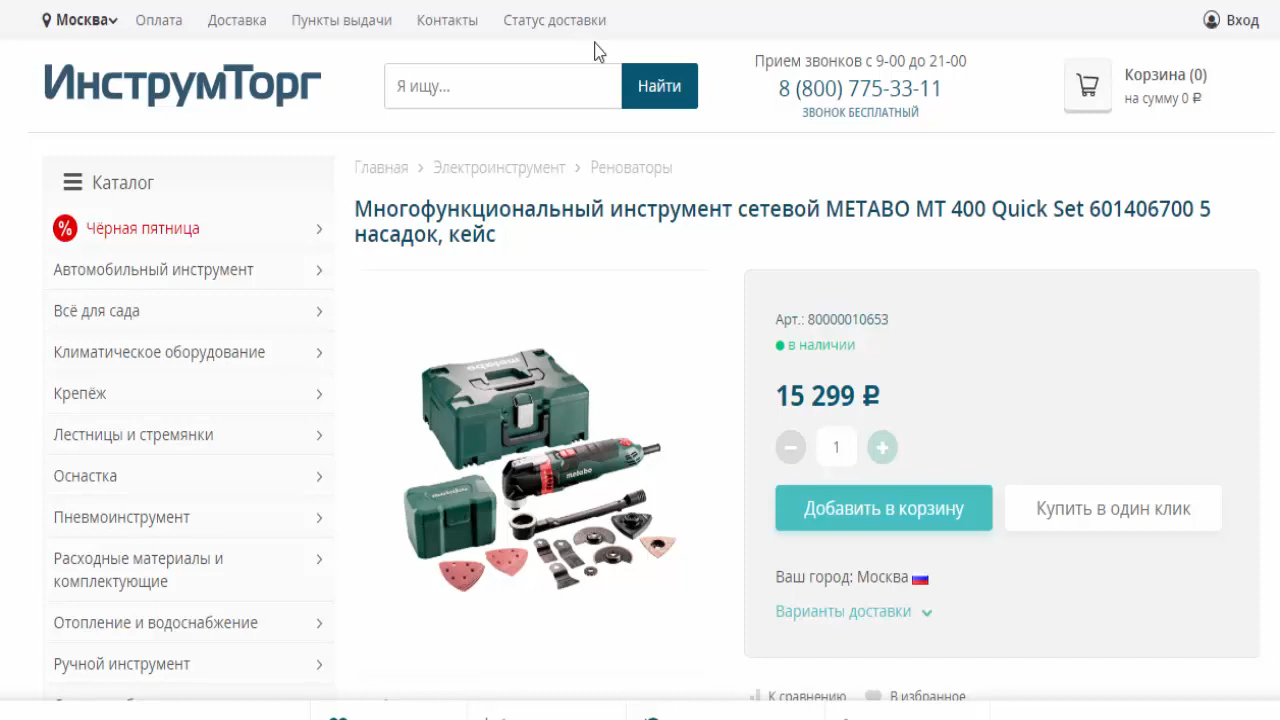 Москва
Оплата
Доставка
Пункты выдачи
Контакты
Статус доставки
Вход
ИнструмТорг
Я ищу...
Найти
Прием звонков с 9-00 до 21-00
8 (800) 775-33-11
ЗВОНОК БЕСПЛАТНЫЙ
Корзина (0)
на сумму 0 ₽
Каталог
% Чёрная пятница
Автомобильный инструмент
Всё для сада
Климатическое оборудование
Крепёж
Лестницы и стремянки
Оснастка
Пневмоинструмент
Расходные материалы и
комплектующие
Отопление и водоснабжение
Ручной инструмент
Главная › Электроинструмент › Реноваторы
Многофункциональный инструмент сетевой METABO MT 400 Quick Set 601406700 5
насадок, кейс
metabo
metabo
metabo
Арт.: 80000010653
в наличии
15 299 ₽
1
Добавить в корзину
Купить в один клик
Ваш город: Москва
Варианты доставки
К сравнению
В избранное